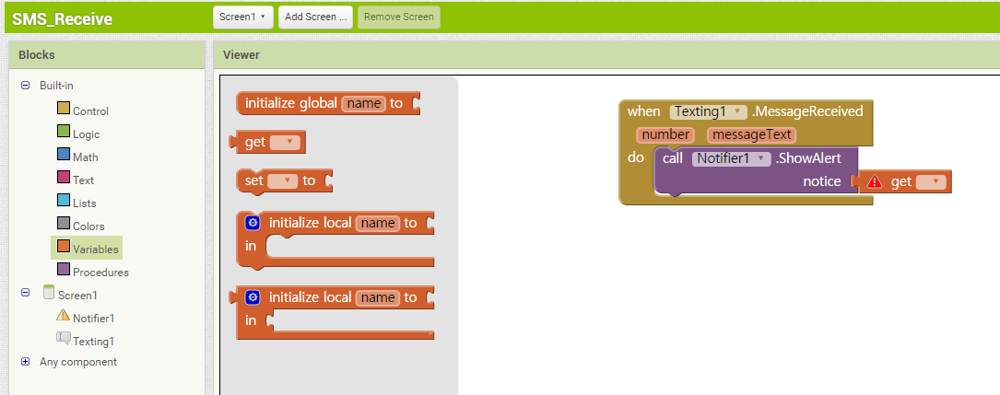 SMS_Receive
Screen1
Add Screen ...
Remove Screen
Blocks
Viewer
Built-in
Control
Logic
Math
Text
Lists
Colors
Variables
Procedures
Screen1
Notifier1
Texting1
Any component
initialize global name to
get
set to
initialize local name to
in
initialize local name to
in
when Texting1 .MessageReceived
number messageText
do call Notifier1 .ShowAlert
notice get